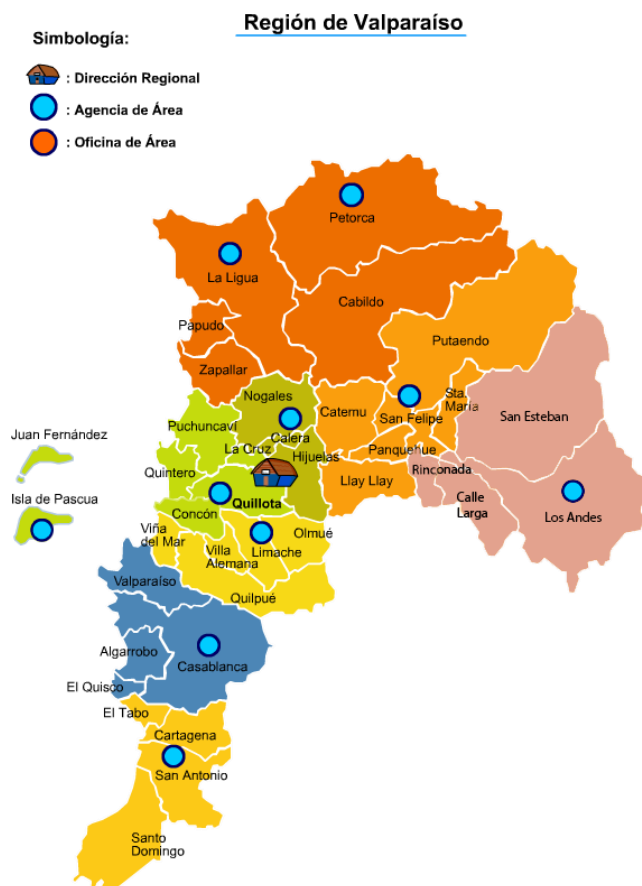 Región de Valparaíso
Simbología:
: Dirección Regional
: Agencia de Área
: Oficina de Área
Petorca
La Ligua
Cabildo
Papudo
Putaendo
Zapallar
Nogales
Sta.
María
Catemu
San Felipe
San Esteban
Puchuncaví
Calera
Juan Fernández
La Cruz
Panquehue
Hijuelas
Rinconada
Quintero
Llay Llay
Isla de Pascua
Quillota
Calle
Larga
Los Andes
Concón
Viña
del Mar
Olmué
Villa
Alemana
Limache
Valparaíso
Quilpué
Algarrobo
Casablanca
El Quisco
El Tabo
Cartagena
San Antonio
Santo
Domingo